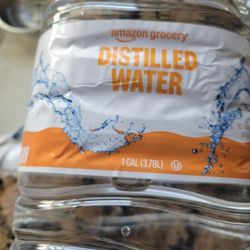 amazon grocery
DISTILLED
WATER
1 GAL (3.78L)
U